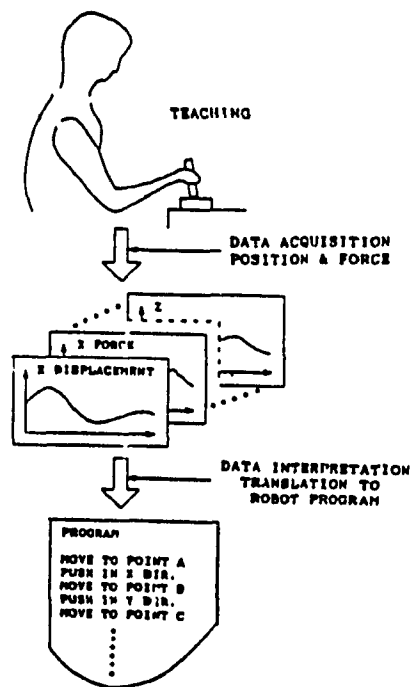 TEACHING
DATA ACQUISITION
POSITION & FORCE
Z
X FORCE
X DISPLACEMENT
DATA INTERPRETATION
TRANSLATION TO
ROBOT PROGRAM
PROGRAM
MOVE TO POINT A
PUSH IN X DIR.
MOVE TO POINT B
PUSH IN Y DIR.
MOVE TO POINT C